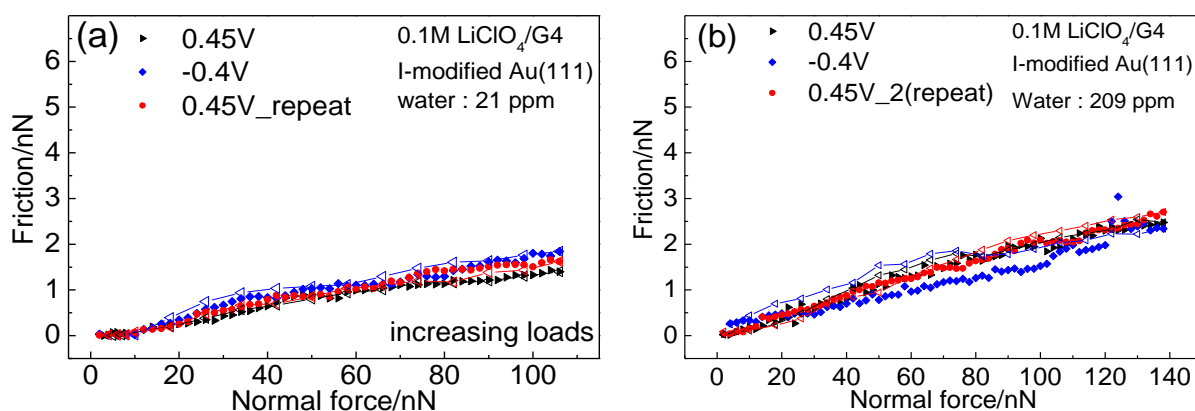 (a)
0.45V
-0.4V
0.45V_repeat
0.1M LiClO4/G4
I-modified Au(111)
water : 21 ppm
increasing loads
6
5
4
3
2
1
0
Friction/nN
0 20 40 60 80 100
Normal force/nN
(b)
0.45V
-0.4V
0.45V_2(repeat)
0.1M LiClO4/G4
I-modified Au(111)
Water : 209 ppm
6
5
4
3
2
1
0
Friction/nN
0 20 40 60 80 100 120 140
Normal force/nN